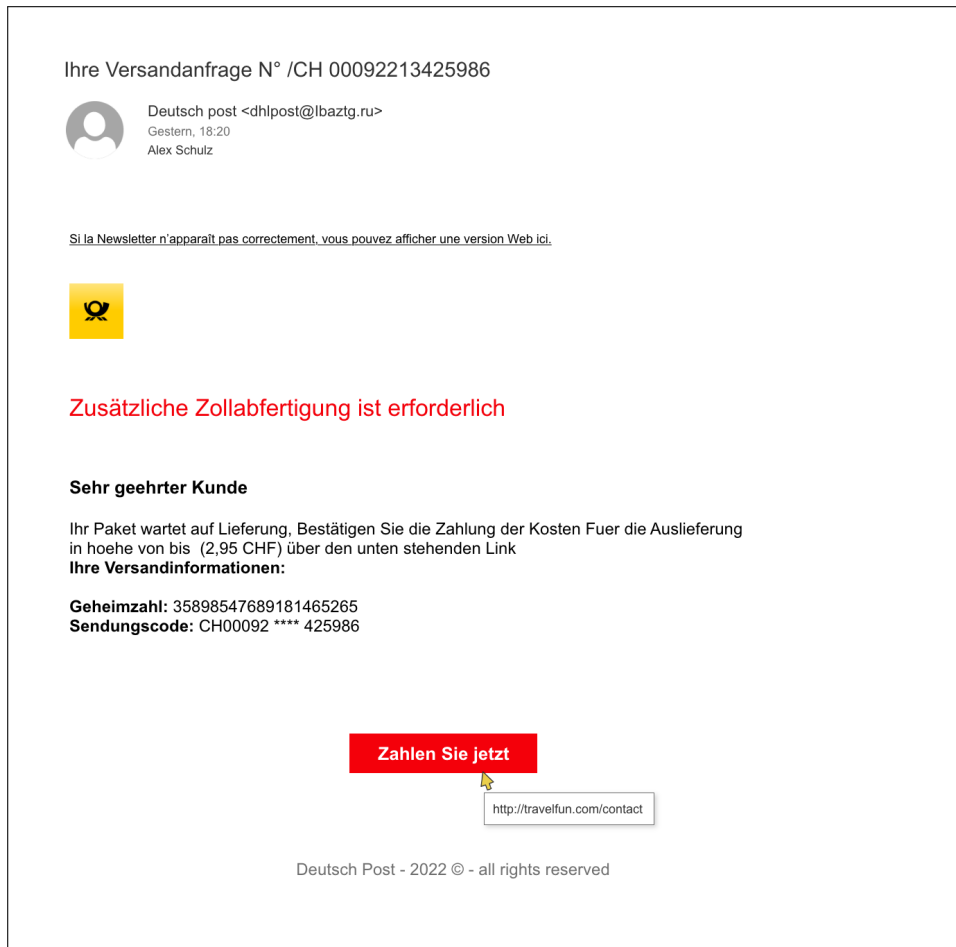 Ihre Versandanfrage N° /CH 00092213425986
Deutsch post <dhlpost@lbaztg.ru>
Gestern, 18:20
Alex Schulz
Si la Newsletter n'apparaît pas correctement, vous pouvez afficher une version Web ici.
Zusätzliche Zollabfertigung ist erforderlich
Sehr geehrter Kunde
Ihr Paket wartet auf Lieferung, Bestätigen Sie die Zahlung der Kosten Fuer die Auslieferung
in hoehe von bis  (2,95 CHF) über den unten stehenden Link
Ihre Versandinformationen:
Geheimzahl: 35898547689181465265
Sendungscode: CH00092 **** 425986
Zahlen Sie jetzt
http://travelfun.com/contact
Deutsch Post - 2022 © - all rights reserved